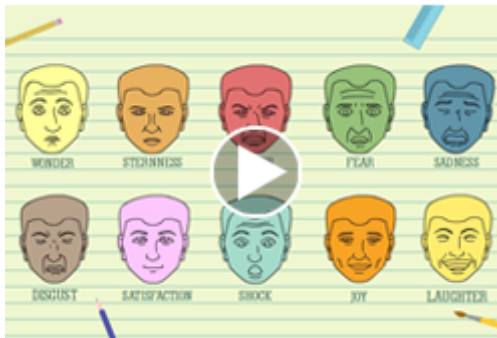 WONDER
STERNNESS
FEAR
SADNESS
DISGUST
SATISFACTION
SHOCK
JOY
LAUGHTER